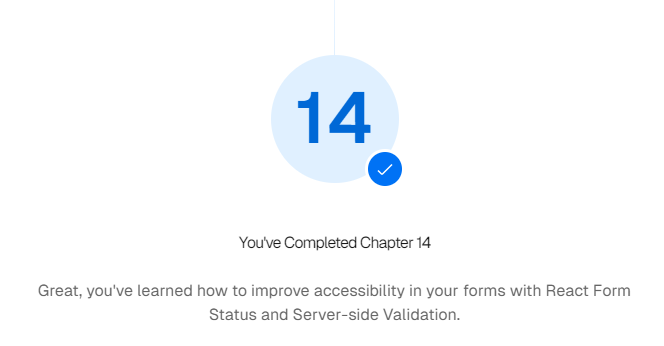 14
You've Completed Chapter 14
Great, you've learned how to improve accessibility in your forms with React Form
Status and Server-side Validation.